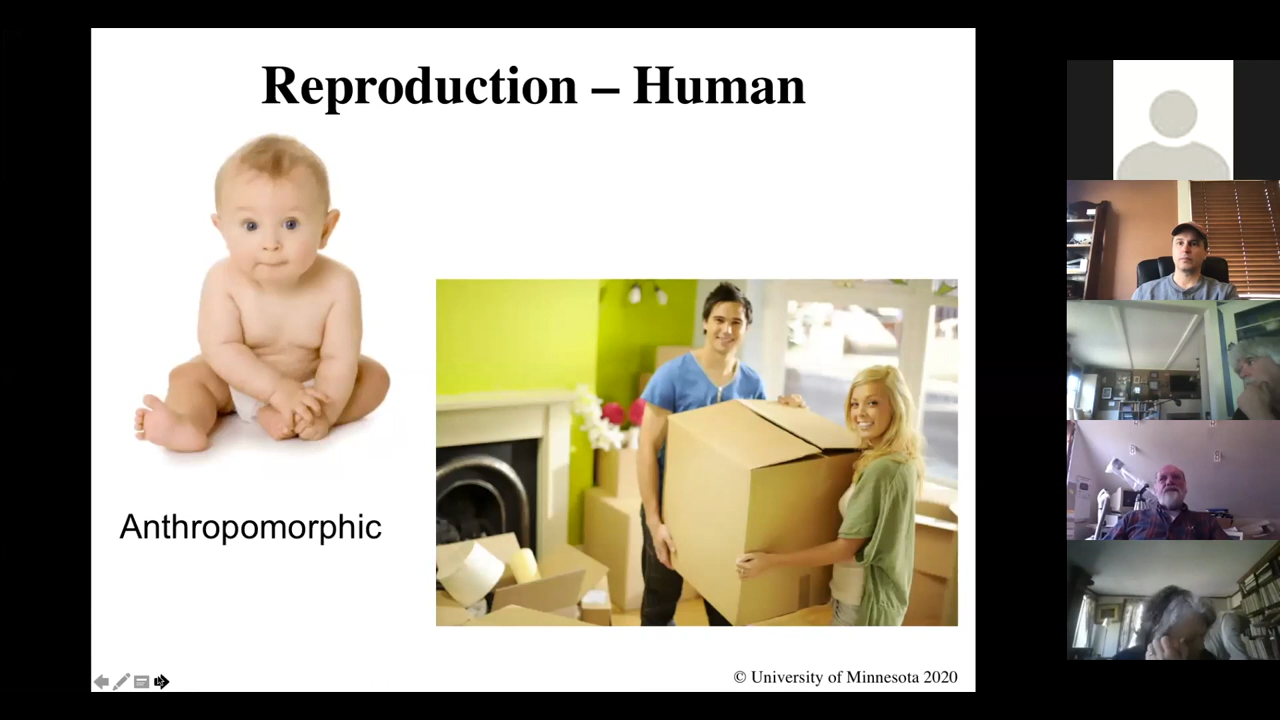 Reproduction – Human
Anthropomorphic
© University of Minnesota 2020